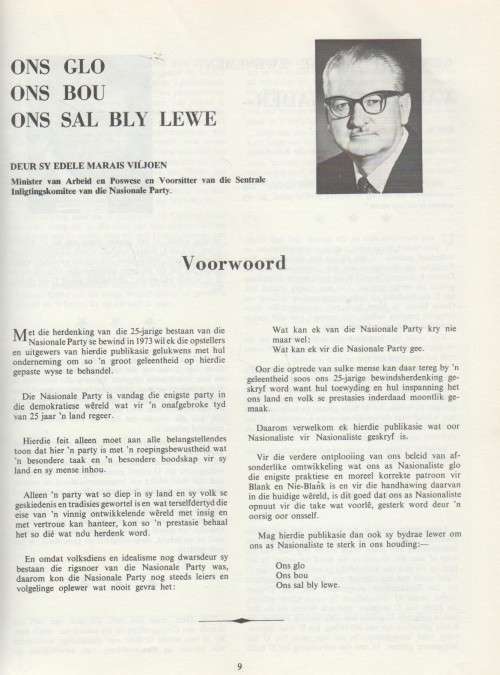 ONS GLO
ONS BOU
ONS SAL BLY LEWE
DEUR SY EDELE MARAIS VILJOEN
Minister van Arbeid en Poswese en Voorsitter van die Sentrale
Inligtingskomitee van die Nasionale Party.
Voorwoord
Met die herdenking van die 25-jarige bestaan van die
Nasionale Party se bewind in 1973 wil ek die opstellers
en uitgewers van hierdie publikasie gelukwens met hul
onderneming om so 'n groot geleentheid op hierdie
gepaste wyse te behandel.
Die Nasionale Party is vandag die enigste party in
die demokratiese wêreld wat vir 'n onafgebroke tyd
van 25 jaar 'n land regeer.
Hierdie feit alleen moet aan alle belangstellendes
toon dat hier 'n party is met 'n roepingsbewustheid wat
'n besondere taak en 'n besondere boodskap vir sy
land en sy mense inhou.
Alleen 'n party wat so diep in sy land en sy volk se
geskiedenis en tradisies gewortel is en wat terselfdertyd die
eise van 'n vinnig ontwikkelende wêreld met insig en
met vertroue kan hanteer, kon so 'n prestasie behaal
het so dié wat ndu herdenk word.
En omdat volksdiens en idealisme nog dwarsdeur sy
bestaan die rigsnoer van die Nasionale Party was,
daarom kon die Nasionale Party nog steeds leiers en
volgelinge oplewer wat nooit gevra het:
Wat kan ek van die Nasionale Party kry nie
maar wel:
Wat kan ek vir die Nasionale Party gee.
Oor die optrede van sulke mense kan daar tereg by 'n
geleentheid soos ons 25-jarige bewindsherdenking ge-
skryf word want hul toewyding en hul inspanning het
ons land en volk se prestasies inderdaad moontlik ge-
maak.
Daarom verwelkom ek hierdie publikasie wat oor
Nasionaliste vir Nasionaliste geskryf is.
Vir die verdere ontplooiing van ons beleid van af-
sonderlike ontwikkeling wat ons as Nasionaliste glo
die enigste praktiese en moreel korrekte patroon vir
Blank en Nie-Blank is en vir die handhawing daarvan
in die huidige wêreld, is dit goed dat ons as Nasionaliste
opnuut vir die take wat voorlê, gesterk word deur 'n
oorsig oor onsself.
Mag hierdie publikasie dan ook sy bydrae lewer om
ons as Nasionaliste te sterk in ons houding:—
Ons glo
Ons bou
Ons sal bly lewe.
9